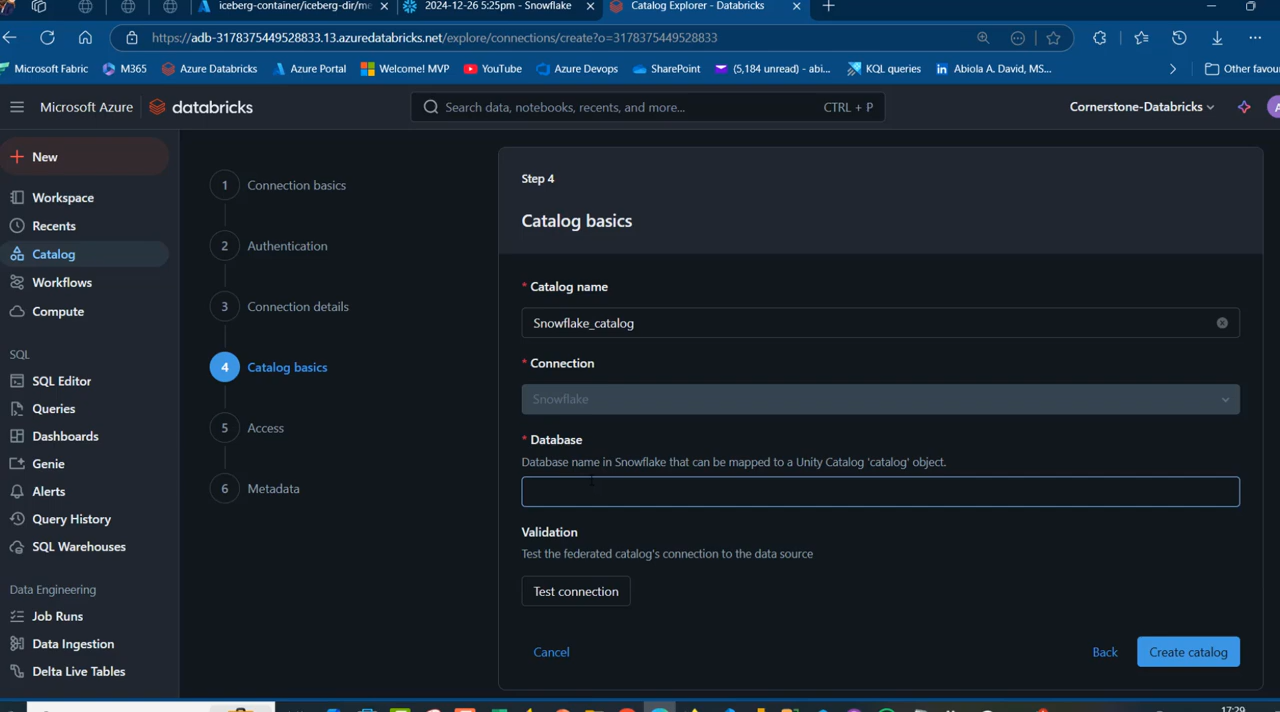 iceberg-container/iceberg-dir/me
2024-12-26 5:25pm - Snowflake
Catalog Explorer - Databricks
https://adb-3178375449528833.13.azuredatabricks.net/explore/connections/create?o=3178375449528833
Microsoft Fabric
M365
Azure Databricks
Azure Portal
Welcome! MVP
YouTube
Azure Devops
SharePoint
(5,184 unread) - abi...
KQL queries
Abiola A. David, MS...
Other favou
Microsoft Azure
databricks
Search data, notebooks, recents, and more...
CTRL + P
Cornerstone-Databricks
A
New
Workspace
Recents
Catalog
Workflows
Compute
SQL
SQL Editor
Queries
Dashboards
Genie
Alerts
Query History
SQL Warehouses
Data Engineering
Job Runs
Data Ingestion
Delta Live Tables
1 Connection basics
2 Authentication
3 Connection details
4 Catalog basics
5 Access
6 Metadata
Step 4
Catalog basics
* Catalog name
Snowflake_catalog
* Connection
Snowflake
* Database
Database name in Snowflake that can be mapped to a Unity Catalog 'catalog' object.
Validation
Test the federated catalog's connection to the data source
Test connection
Cancel
Back
Create catalog
17:29